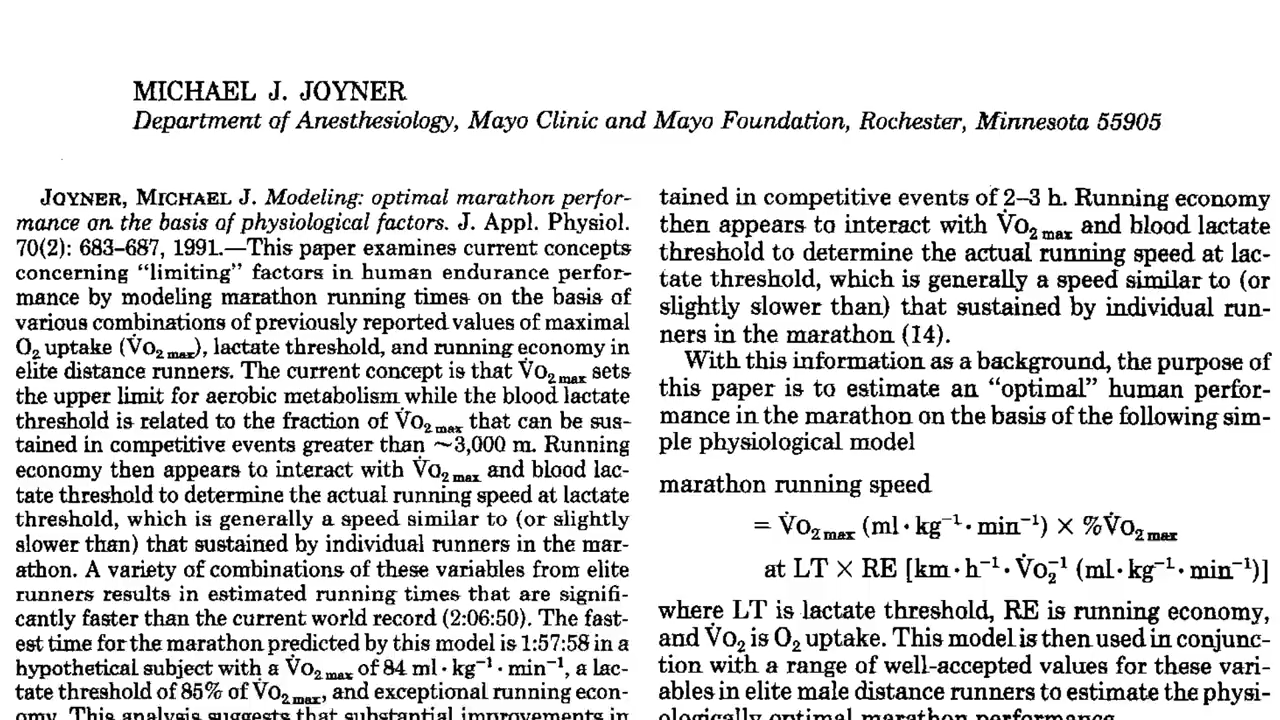 MICHAEL J. JOYNER
Department of Anesthesiology, Mayo Clinic and Mayo Foundation, Rochester, Minnesota 55905
JOYNER, MICHAEL J. Modeling: optimal marathon perfor-
mance on the basis of physiological factors. J. Appl. Physiol.
70(2): 683–687, 1991.—This paper examines current concepts
concerning “limiting” factors in human endurance perfor-
mance by modeling marathon running times on the basis of
various combinations of previously reported values of maximal
O₂ uptake (V̇O₂ max), lactate threshold, and running economy in
elite distance runners. The current concept is that V̇O₂ max sets
the upper limit for aerobic metabolism while the blood lactate
threshold is related to the fraction of V̇O₂ max that can be sus-
tained in competitive events greater than ~3,000 m. Running
economy then appears to interact with V̇O₂ max and blood lac-
tate threshold to determine the actual running speed at lactate
threshold, which is generally a speed similar to (or slightly
slower than) that sustained by individual runners in the mar-
athon. A variety of combinations of these variables from elite
runners results in estimated running times that are signifi-
cantly faster than the current world record (2:06:50). The fast-
est time for the marathon predicted by this model is 1:57:58 in a
hypothetical subject with a V̇O₂ max of 84 ml·kg⁻¹·min⁻¹, a lac-
tate threshold of 85% of V̇O₂ max, and exceptional running econ-
omy. This analysis suggests that substantial improvements in
tained in competitive events of 2–3 h. Running economy
then appears to interact with V̇O₂ max and blood lactate
threshold to determine the actual running speed at lac-
tate threshold, which is generally a speed similar to (or
slightly slower than) that sustained by individual run-
ners in the marathon (14).
With this information as a background, the purpose of
this paper is to estimate an “optimal” human perfor-
mance in the marathon on the basis of the following sim-
ple physiological model
marathon running speed
= V̇O₂ max (ml·kg⁻¹·min⁻¹) × %V̇O₂ max
at LT × RE [km·h⁻¹·V̇O₂⁻¹ (ml·kg⁻¹·min⁻¹)]
where LT is lactate threshold, RE is running economy,
and V̇O₂ is O₂ uptake. This model is then used in conjunc-
tion with a range of well-accepted values for these vari-
ables in elite male distance runners to estimate the physi-
ologically optimal marathon performance.